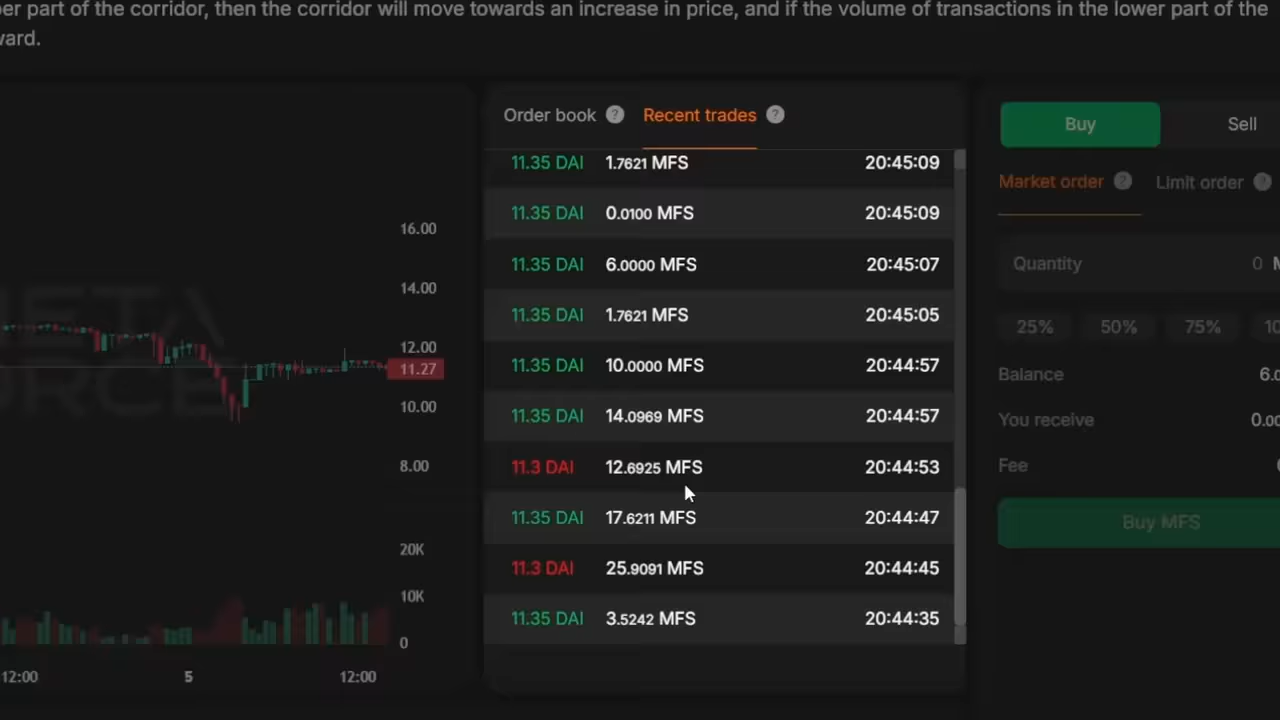 per part of the corridor, then the corridor will move towards an increase in price, and if the volume of transactions in the lower part of the
ward.
Order book ? Recent trades ?
11.35 DAI 1.7621 MFS 20:45:09
11.35 DAI 0.0100 MFS 20:45:09
11.35 DAI 6.0000 MFS 20:45:07
11.35 DAI 1.7621 MFS 20:45:05
11.35 DAI 10.0000 MFS 20:44:57
11.35 DAI 14.0969 MFS 20:44:57
11.3 DAI 12.6925 MFS 20:44:53
11.35 DAI 17.6211 MFS 20:44:47
11.3 DAI 25.9091 MFS 20:44:45
11.35 DAI 3.5242 MFS 20:44:35
16.00
14.00
12.00
11.27
10.00
8.00
20K
10K
0
12:00 5 12:00
META
FORCE
Buy Sell
Market order ? Limit order ?
Quantity 0 M
25% 50% 75% 10
Balance 6.0
You receive 0.00
Fee
Buy MFS